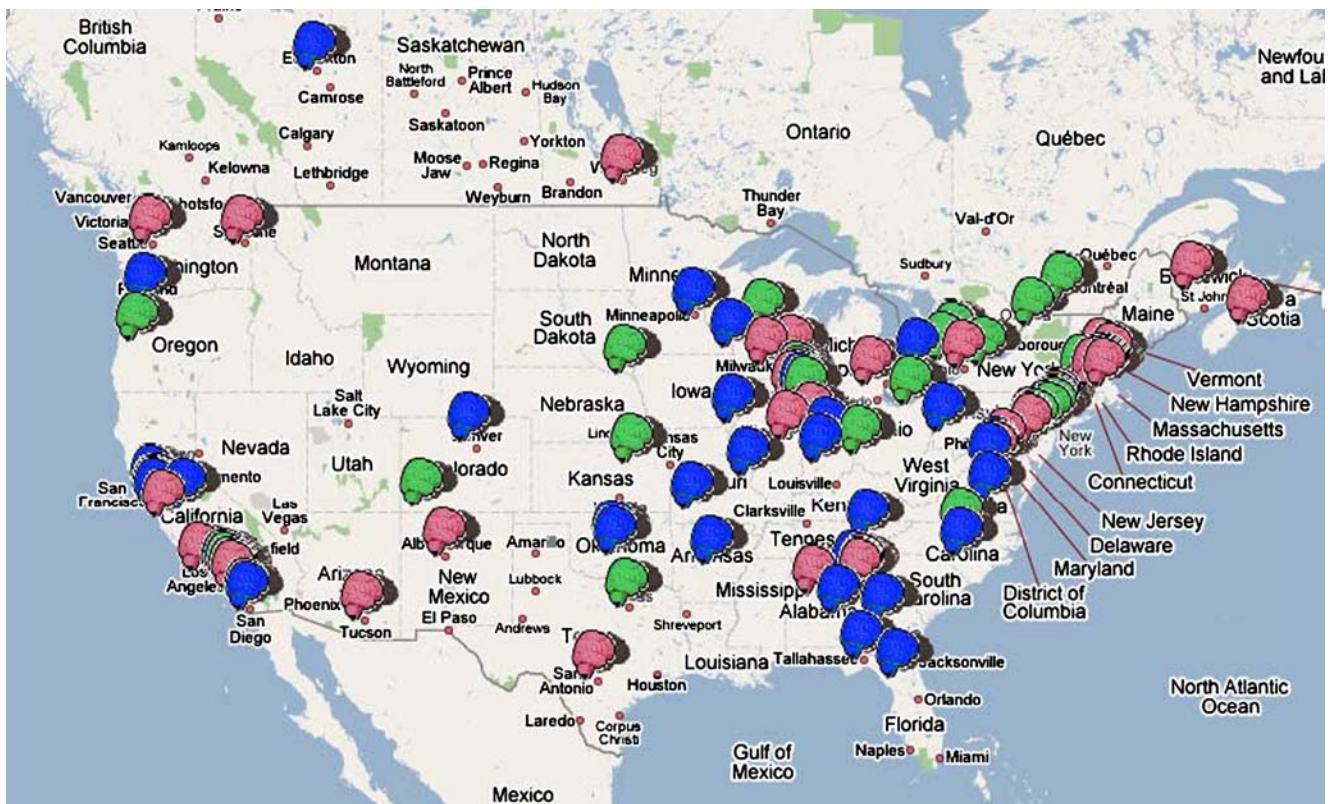 British
Columbia
Saskatchewan
North
Battleford
Prince
Albert
Hudson
Bay
Camrose
Saskatoon
Calgary
Yorkton
Kamloops
Kelowna
Lethbridge
Moose
Jaw
Regina
Weyburn
Brandon
Ontario
Québec
Thunder
Bay
Val-d'Or
Sudbury
Québec
St John
Scotia
Maine
Vancouver
Victoria
Montana
North
Dakota
Minneapolis
South
Dakota
Oregon
Idaho
Wyoming
Iowa
Nebraska
New York
Vermont
New Hampshire
Massachusetts
Rhode Island
Connecticut
New Jersey
Delaware
Maryland
District of
Columbia
Salt
Lake City
Nevada
Utah
Kansas
San
California
Las
Vegas
Los
Angeles
West
Virginia
New
York
Louisville
Clarksville
Carolina
South
Oklahoma
Amarillo
Lubbock
New
Mexico
Phoenix
Tucson
El Paso
Andrews
San
Diego
Mississippi
Alabama
Shreveport
Louisiana
Tallahassee
Jacksonville
San
Antonio
Houston
Laredo
Corpus
Christi
Orlando
Florida
Naples
Miami
Gulf of
Mexico
Mexico
North Atlantic
Ocean